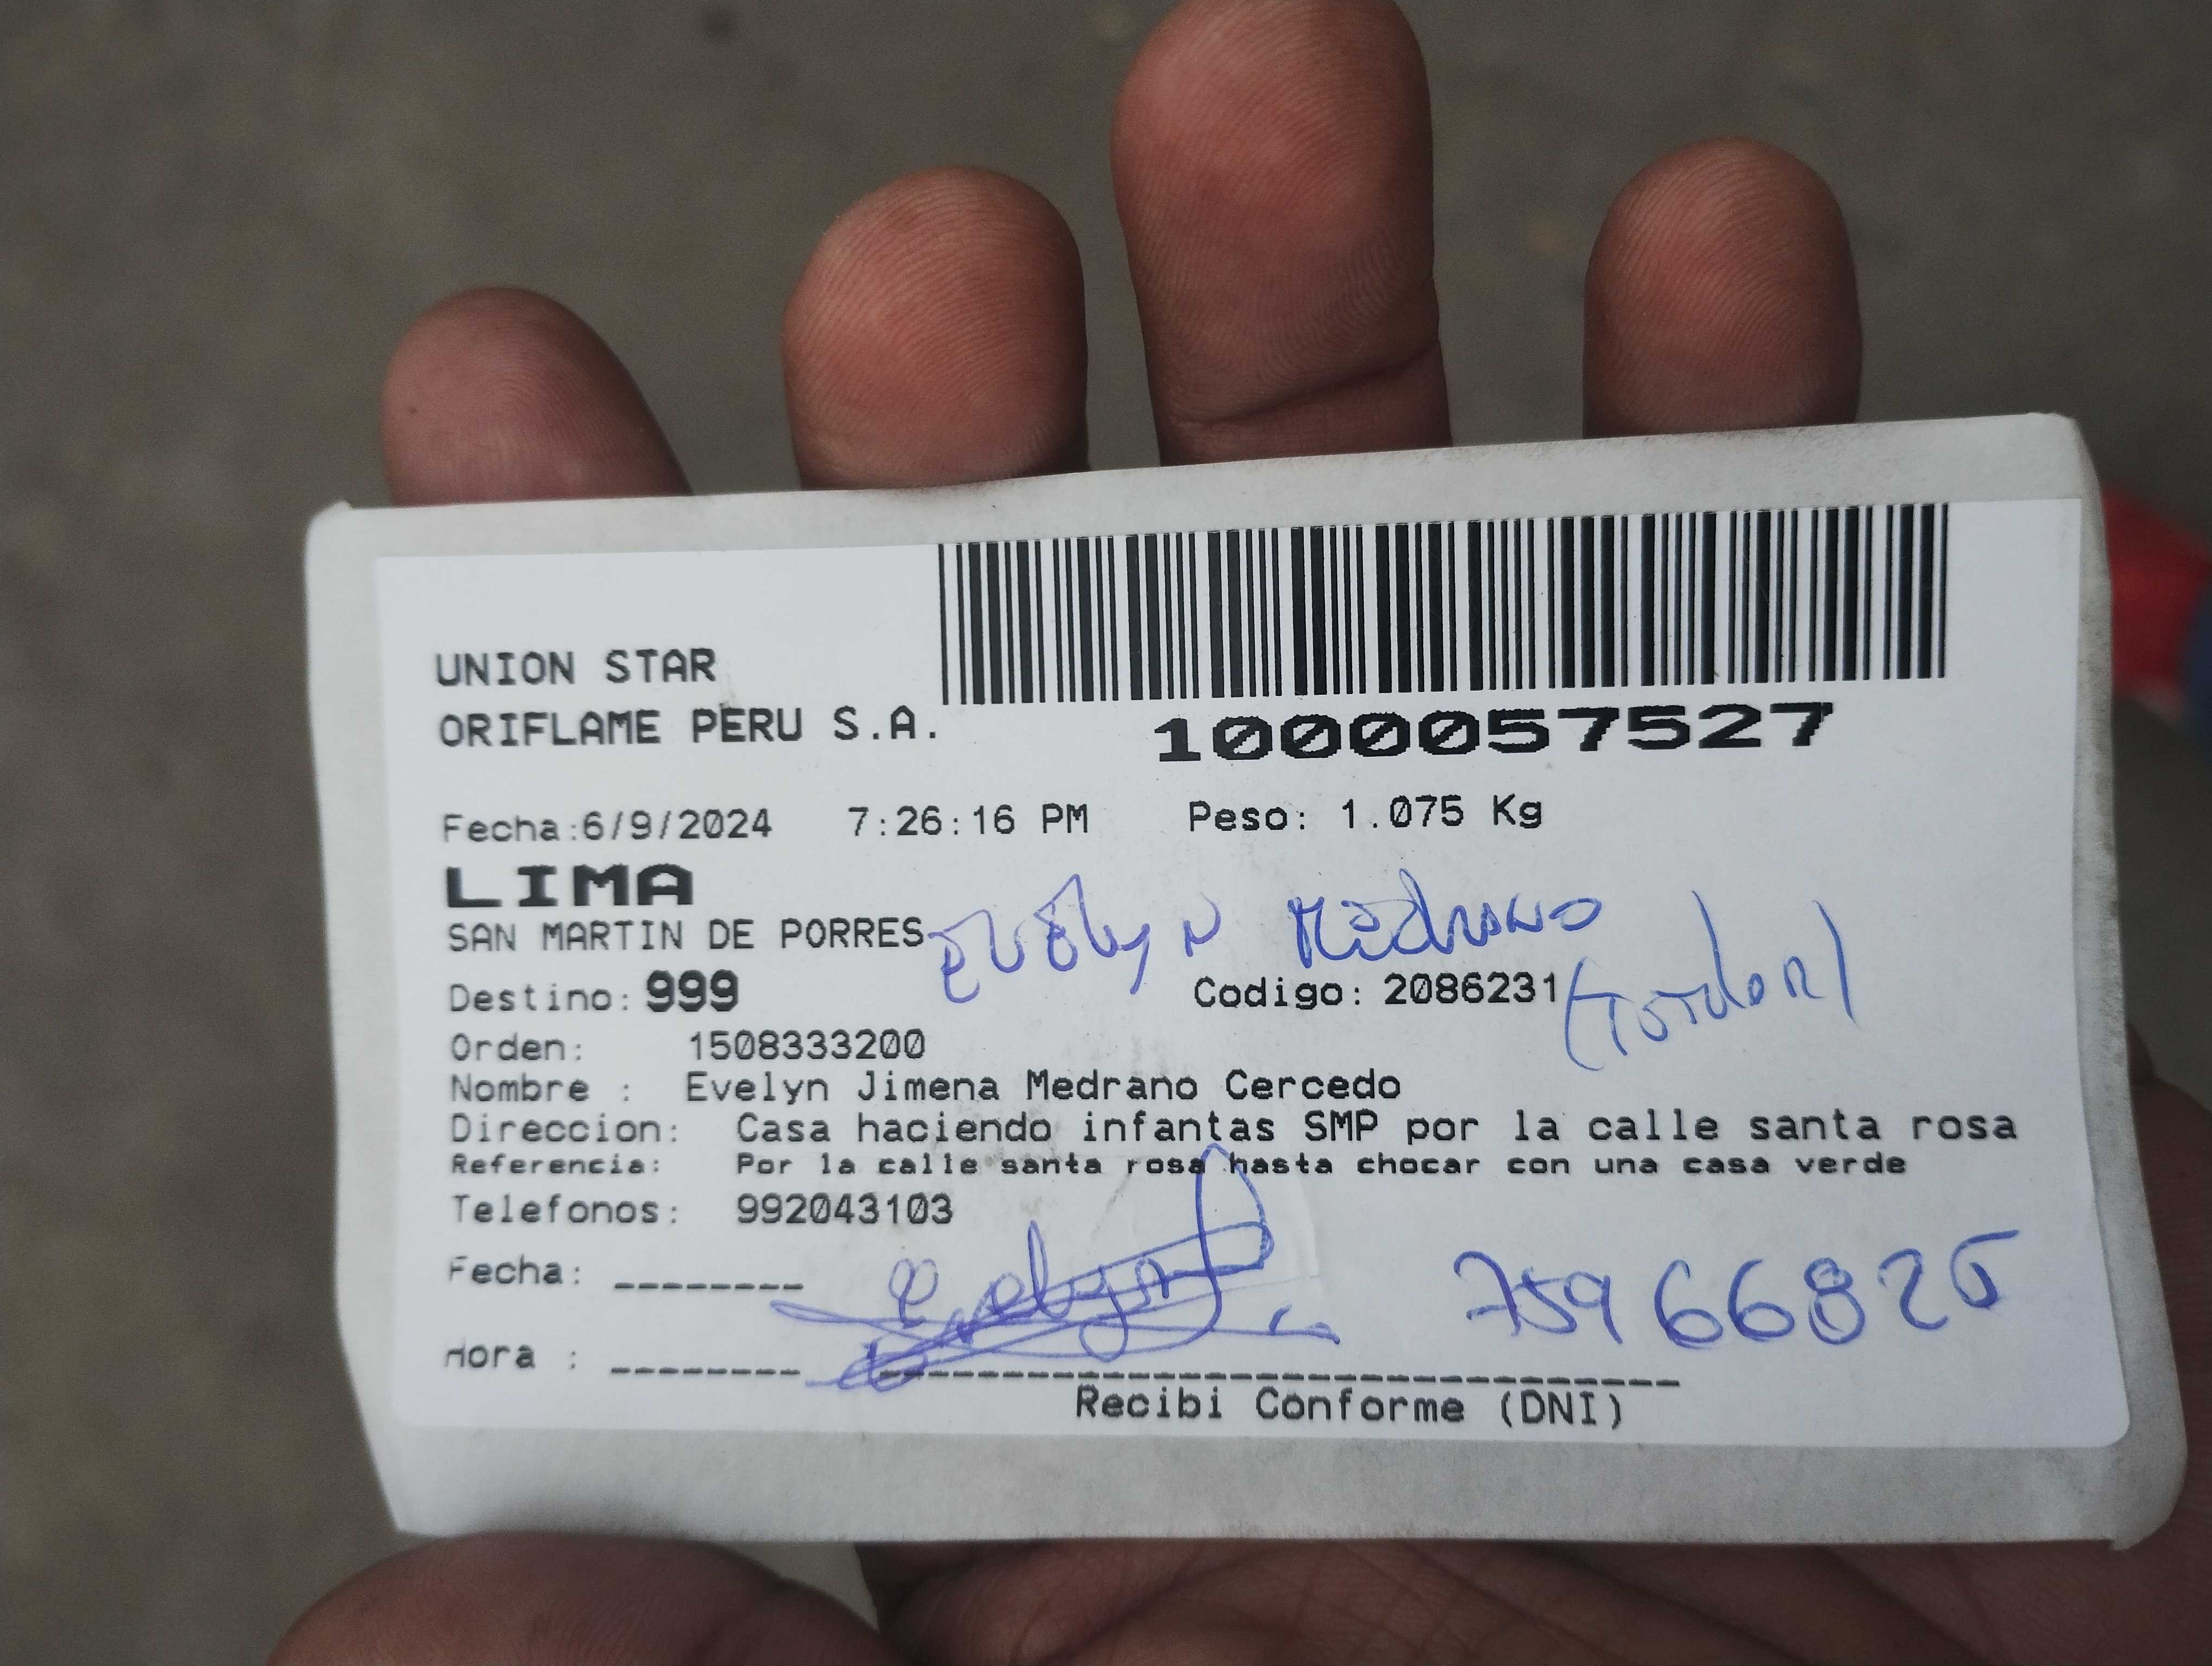 UNION STAR
ORIFLAME PERU S.A.
1000057527
Fecha:6/9/2024 7:26:16 PM Peso: 1.075 Kg
LIMA
SAN MARTIN DE PORRES
Evelyn Medrano
(Titular)
Destino: 999 Codigo: 2086231
Orden: 1508333200
Nombre : Evelyn Jimena Medrano Cercedo
Direccion: Casa haciendo infantas SMP por la calle santa rosa
Referencia: Por la calle santa rosa hasta chocar con una casa verde
Telefonos: 992043103
Fecha: --------
Evelyn
75966825
Hora : --------
Recibi Conforme (DNI)